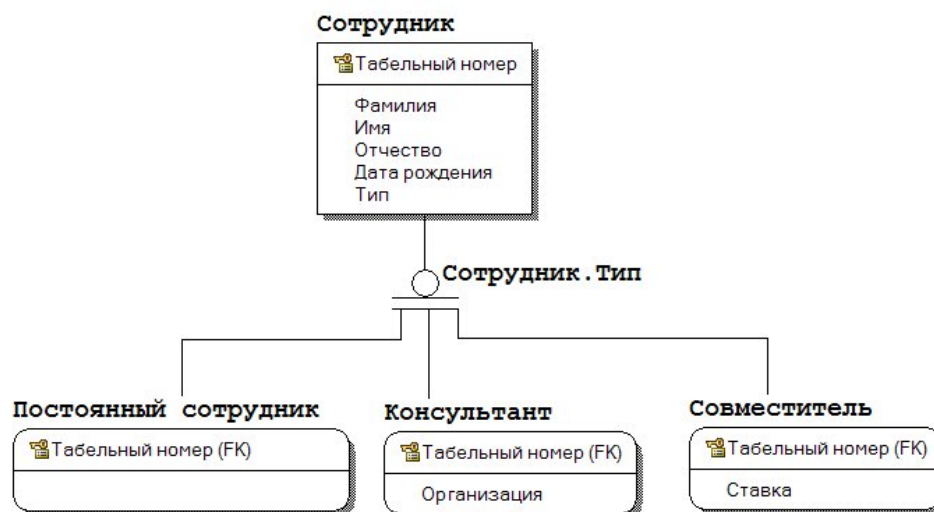 Сотрудник
Табельный номер
Фамилия
Имя
Отчество
Дата рождения
Тип
Сотрудник.Тип
Постоянный сотрудник
Табельный номер (FK)
Консультант
Табельный номер (FK)
Организация
Совместитель
Табельный номер (FK)
Ставка